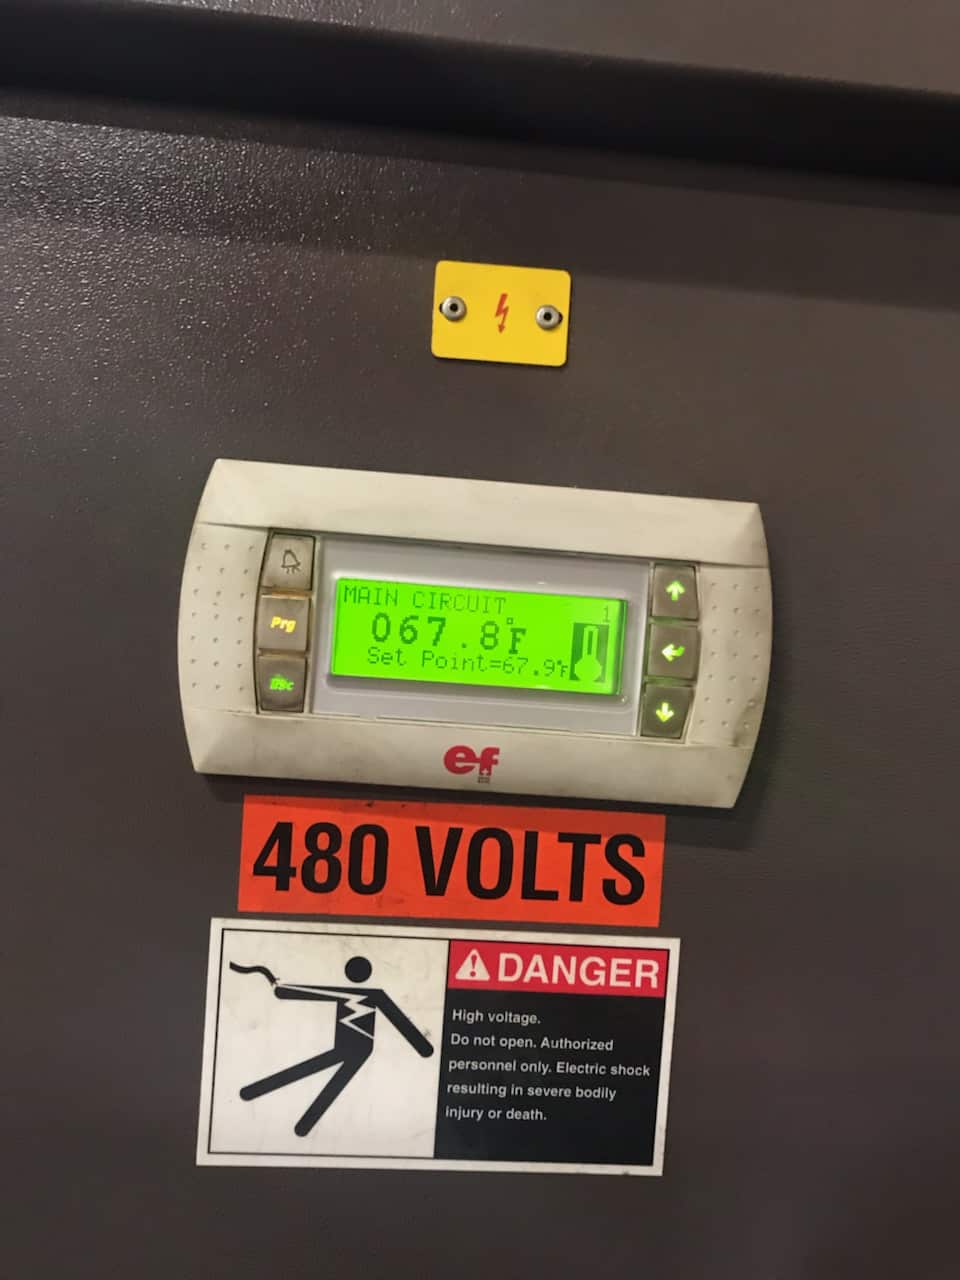 MAIN CIRCUIT 1
067.8°F
Set Point=67.9°F
Prg
Esc
ef
480 VOLTS
DANGER
High voltage.
Do not open. Authorized
personnel only. Electric shock
resulting in severe bodily
injury or death.